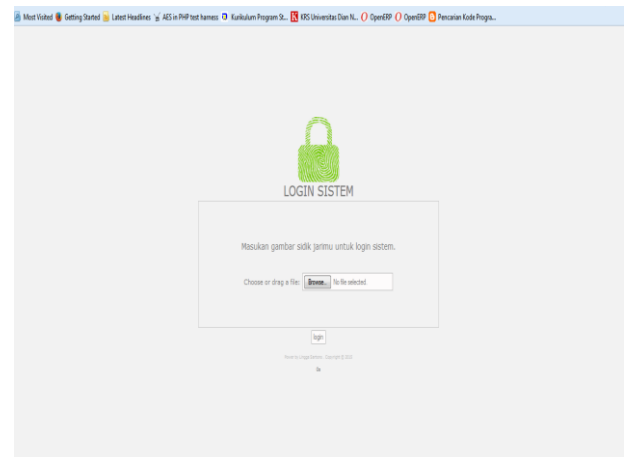 Most Visited Getting Started Latest Headlines AES in PHP test harness Kurikulum Program St... KRS Universitas Dian N... OpenERP OpenERP Pencarian Kode Progra...
LOGIN SISTEM
Masukan gambar sidik jarimu untuk login sistem.
Choose or drag a file: Browse... No file selected.
login